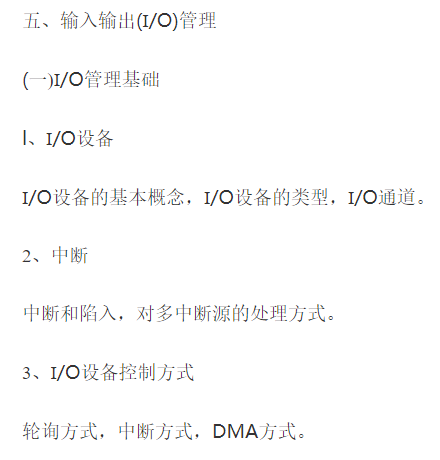 五、输入输出(I/O)管理
(一)I/O管理基础
l、I/O设备
I/O设备的基本概念，I/O设备的类型，I/O通道。
2、中断
中断和陷入，对多中断源的处理方式。
3、I/O设备控制方式
轮询方式，中断方式，DMA方式。